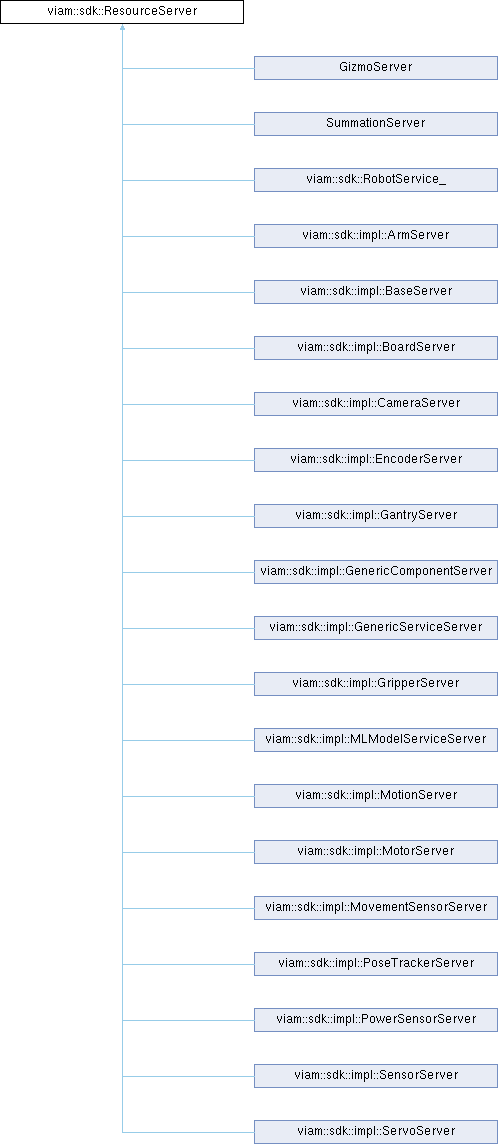 viam::sdk::ResourceServer
GizmoServer
SummationServer
viam::sdk::RobotService_
viam::sdk::impl::ArmServer
viam::sdk::impl::BaseServer
viam::sdk::impl::BoardServer
viam::sdk::impl::CameraServer
viam::sdk::impl::EncoderServer
viam::sdk::impl::GantryServer
viam::sdk::impl::GenericComponentServer
viam::sdk::impl::GenericServiceServer
viam::sdk::impl::GripperServer
viam::sdk::impl::MLModelServiceServer
viam::sdk::impl::MotionServer
viam::sdk::impl::MotorServer
viam::sdk::impl::MovementSensorServer
viam::sdk::impl::PoseTrackerServer
viam::sdk::impl::PowerSensorServer
viam::sdk::impl::SensorServer
viam::sdk::impl::ServoServer